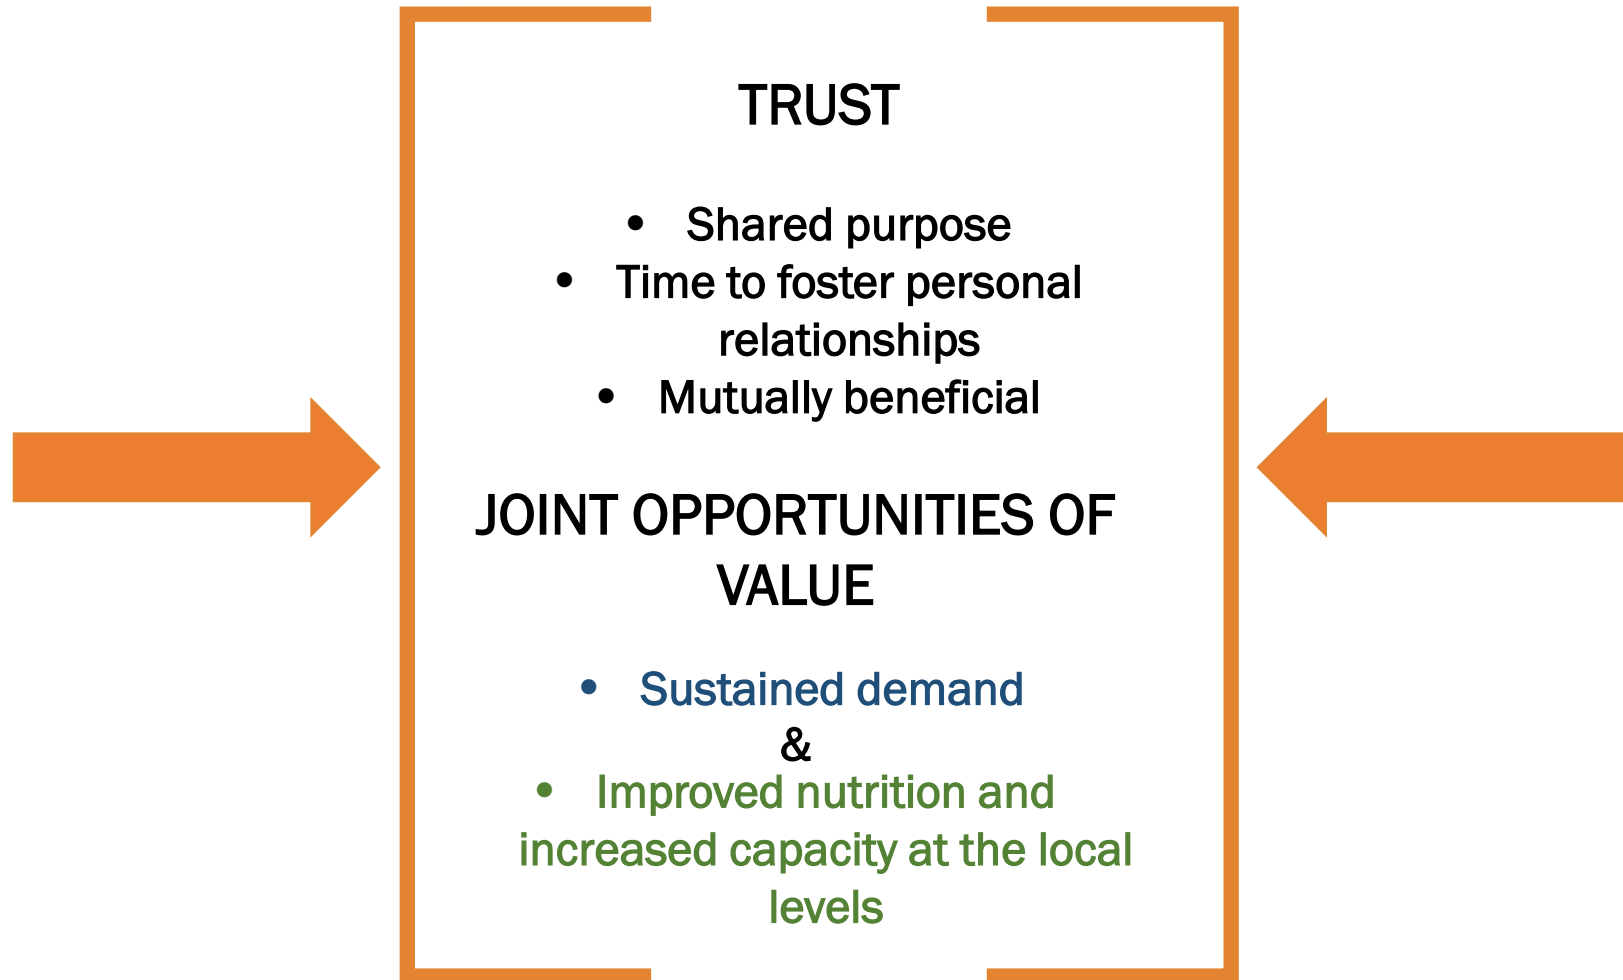 TRUST
• Shared purpose
• Time to foster personal
relationships
• Mutually beneficial
JOINT OPPORTUNITIES OF
VALUE
• Sustained demand
&
• Improved nutrition and
increased capacity at the local
levels